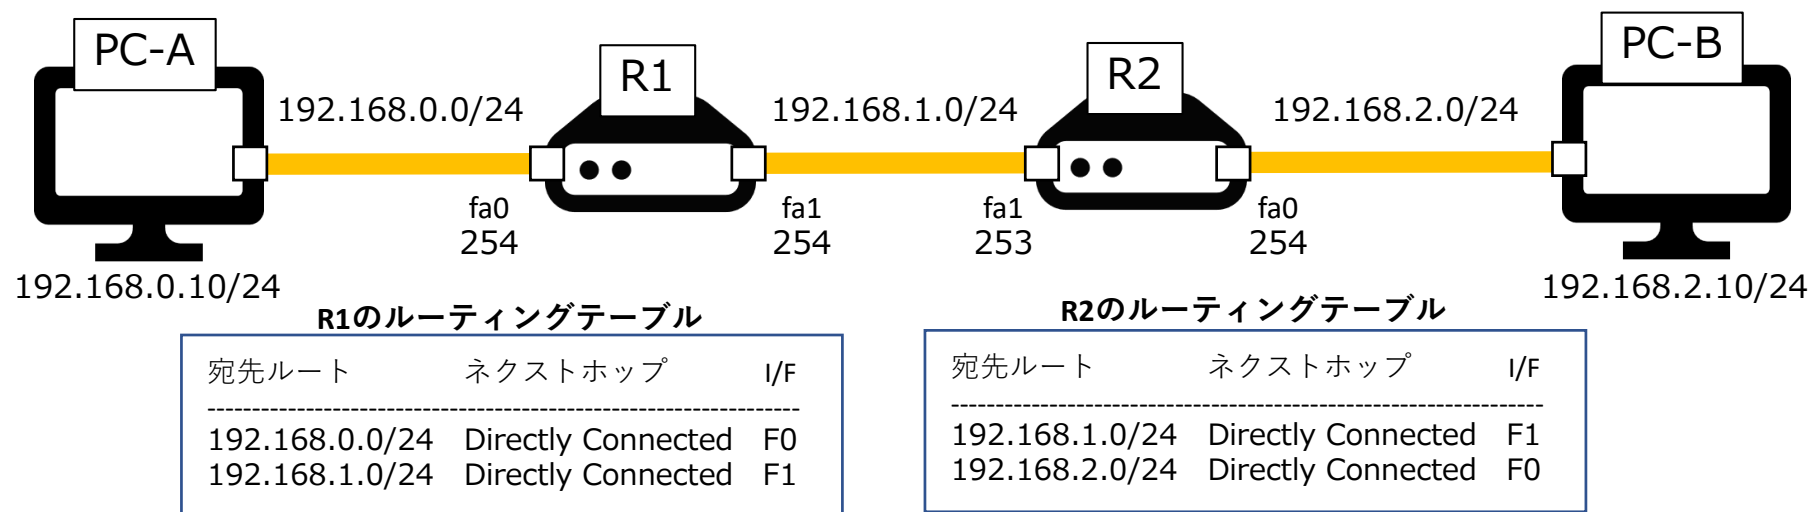 PC-A
R1
R2
PC-B
192.168.0.0/24
192.168.1.0/24
192.168.2.0/24
fa0
254
fa1
254
fa1
253
fa0
254
192.168.0.10/24
192.168.2.10/24
R1のルーティングテーブル
宛先ルート ネクストホップ I/F
--------------------------------------------------------------------
192.168.0.0/24 Directly Connected F0
192.168.1.0/24 Directly Connected F1
R2のルーティングテーブル
宛先ルート ネクストホップ I/F
--------------------------------------------------------------------
192.168.1.0/24 Directly Connected F1
192.168.2.0/24 Directly Connected F0